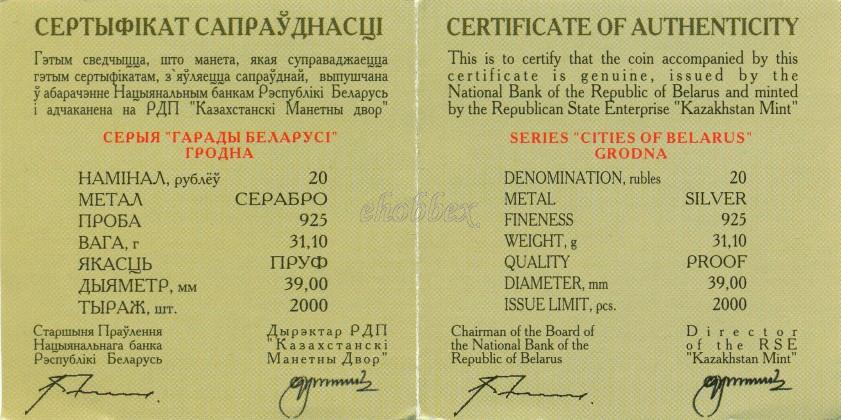 СЕРТЫФІКАТ САПРАЎДНАСЦІ
Гэтым сведчыцца, што манета, якая суправаджаецца
гэтым сертыфікатам, з`яўляецца сапраўднай, выпушчана
ў абарачэнне Нацыянальным банкам Рэспублікі Беларусь
і адчаканена на РДП "Казахстанскі Манетны двор"
СЕРЫЯ "ГАРАДЫ БЕЛАРУСІ"
ГРОДНА
НАМІНАЛ, рублёў 20
МЕТАЛ СЕРАБРО
ПРОБА 925
ВАГА, г 31,10
ЯКАСЦЬ ПРУФ
ДЫЯМЕТР, мм 39,00
ТЫРАЖ, шт. 2000
Старшыня Праўлення
Нацыянальнага банка
Рэспублікі Беларусь
Дырэктар РДП
"Казахстанскі
Манетны Двор"
CERTIFICATE OF AUTHENTICITY
This is to certify that the coin accompanied by this
certificate is genuine, issued by the
National Bank of the Republic of Belarus and minted
by the Republican State Enterprise "Kazakhstan Mint"
SERIES "CITIES OF BELARUS"
GRODNA
DENOMINATION, rubles 20
METAL SILVER
FINENESS 925
WEIGHT, g 31,10
QUALITY PROOF
DIAMETER, mm 39,00
ISSUE LIMIT, pcs. 2000
Chairman of the Board of
the National Bank of the
Republic of Belarus
Director
of the RSE
"Kazakhstan Mint"
ehobbex